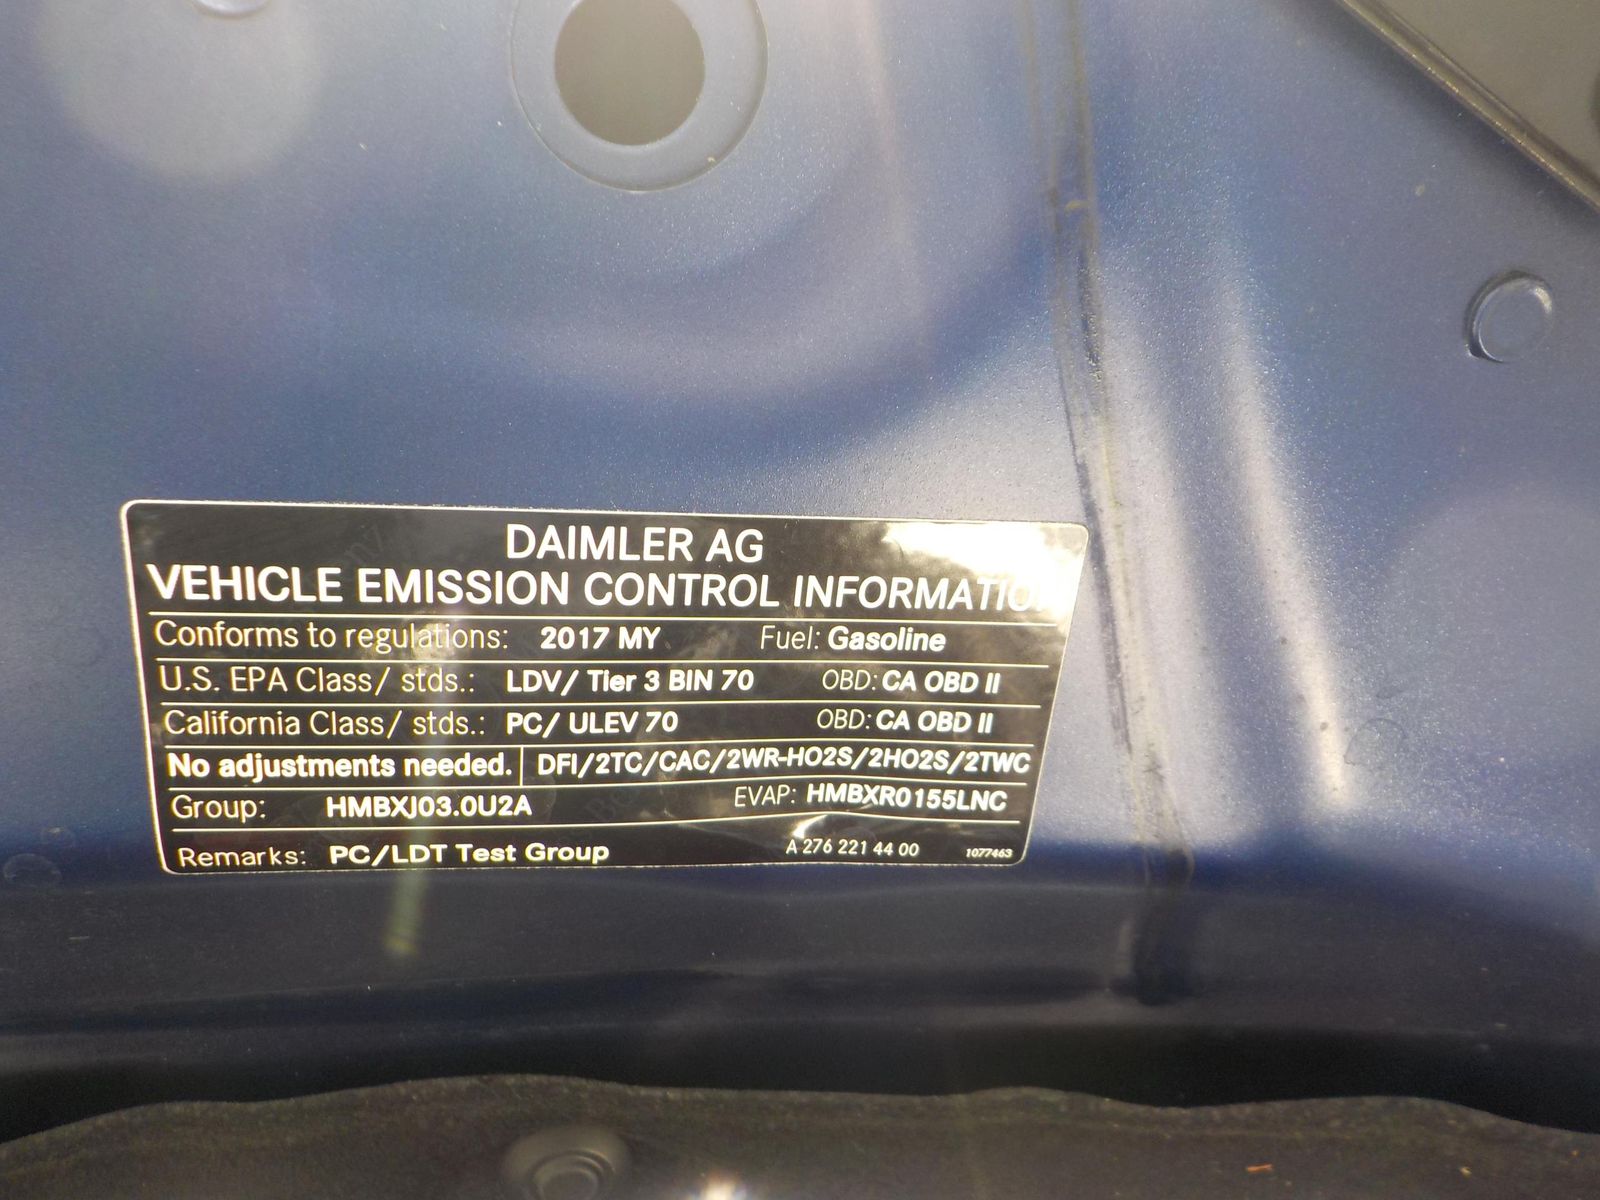 DAIMLER AG
VEHICLE EMISSION CONTROL INFORMATION
Conforms to regulations: 2017 MY Fuel: Gasoline
U.S. EPA Class/ stds.: LDV/ Tier 3 BIN 70 OBD: CA OBD II
California Class/ stds.: PC/ ULEV 70 OBD: CA OBD II
No adjustments needed. DFI/2TC/CAC/2WR-HO2S/2HO2S/2TWC
Group: HMBXJ03.0U2A EVAP: HMBXR0155LNC
Remarks: PC/LDT Test Group A 276 221 44 00 1077463